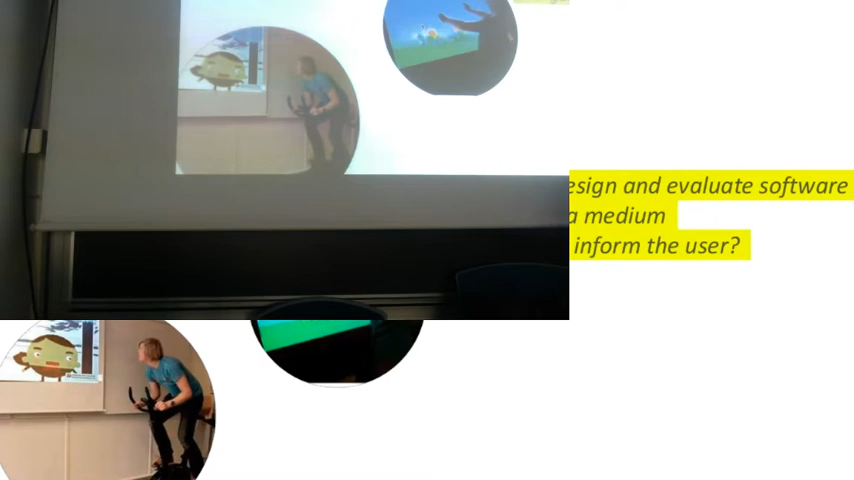 esign and evaluate software
a medium
inform the user?